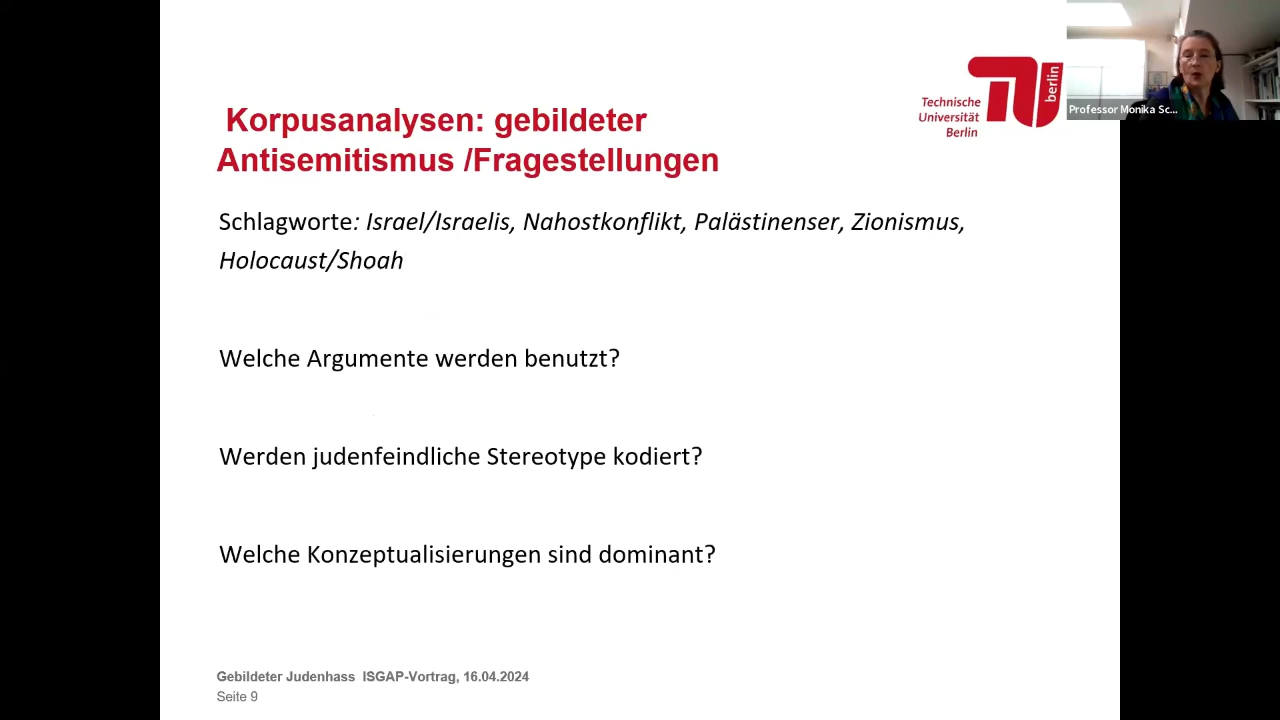 Korpusanalysen: gebildeter
Antisemitismus /Fragestellungen
Technische
Universität
Berlin
berlin
Professor Monika Sc...
Schlagworte: Israel/Israelis, Nahostkonflikt, Palästinenser, Zionismus,
Holocaust/Shoah
Welche Argumente werden benutzt?
Werden judenfeindliche Stereotype kodiert?
Welche Konzeptualisierungen sind dominant?
Gebildeter Judenhass ISGAP-Vortrag, 16.04.2024
Seite 9